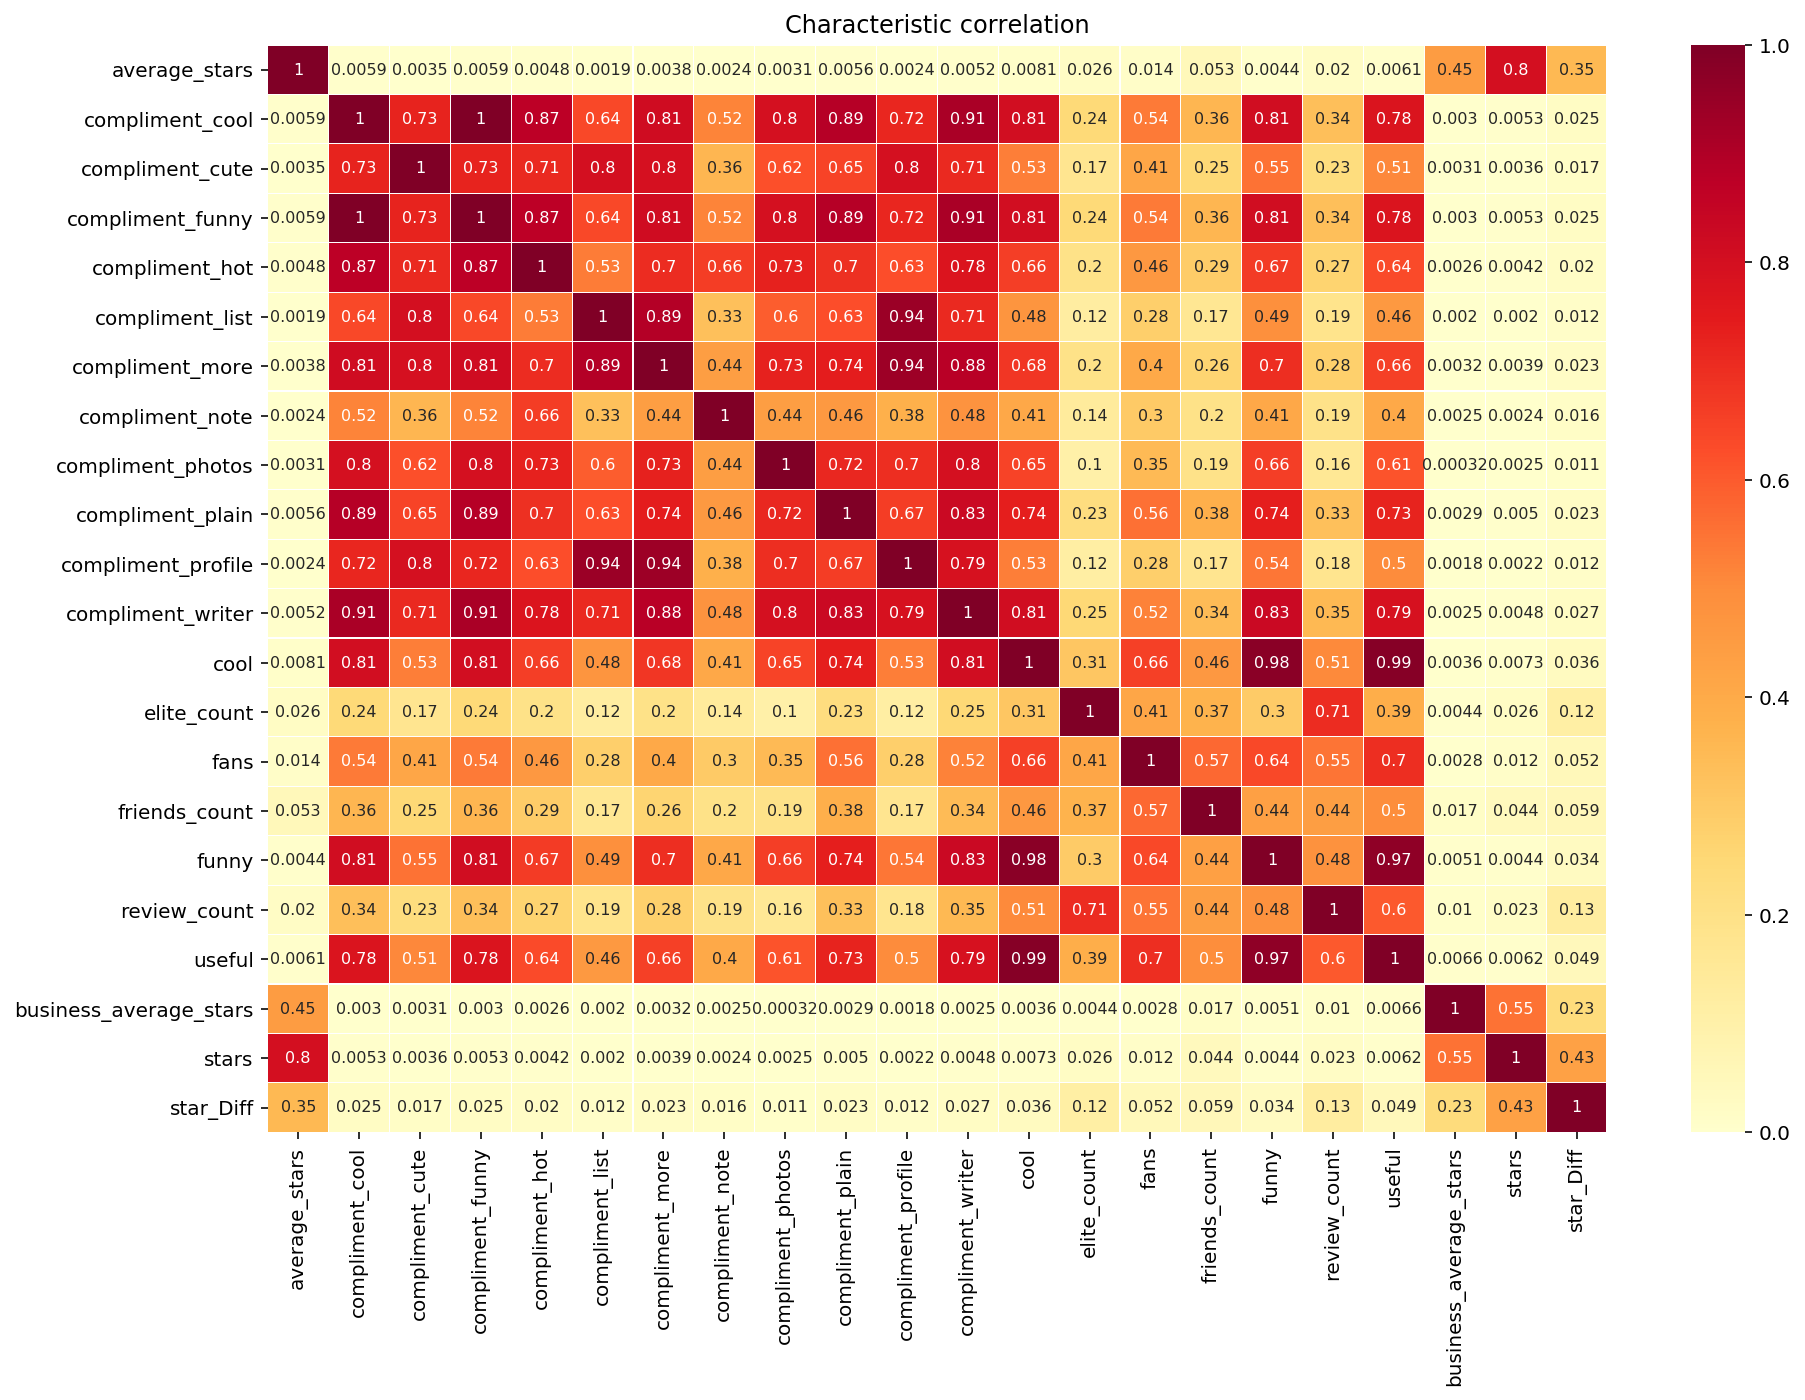 Characteristic correlation
average_stars 1 0.0059 0.0035 0.0059 0.0048 0.0019 0.0038 0.0024 0.0031 0.0056 0.0024 0.0052 0.0081 0.026 0.014 0.053 0.0044 0.02 0.0061 0.45 0.8 0.35
compliment_cool 0.0059 1 0.73 1 0.87 0.64 0.81 0.52 0.8 0.89 0.72 0.91 0.81 0.24 0.54 0.36 0.81 0.34 0.78 0.003 0.0053 0.025
compliment_cute 0.0035 0.73 1 0.73 0.71 0.8 0.8 0.36 0.62 0.65 0.8 0.71 0.53 0.17 0.41 0.25 0.55 0.23 0.51 0.0031 0.0036 0.017
compliment_funny 0.0059 1 0.73 1 0.87 0.64 0.81 0.52 0.8 0.89 0.72 0.91 0.81 0.24 0.54 0.36 0.81 0.34 0.78 0.003 0.0053 0.025
compliment_hot 0.0048 0.87 0.71 0.87 1 0.53 0.7 0.66 0.73 0.7 0.63 0.78 0.66 0.2 0.46 0.29 0.67 0.27 0.64 0.0026 0.0042 0.02
compliment_list 0.0019 0.64 0.8 0.64 0.53 1 0.89 0.33 0.6 0.63 0.94 0.71 0.48 0.12 0.28 0.17 0.49 0.19 0.46 0.002 0.002 0.012
compliment_more 0.0038 0.81 0.8 0.81 0.7 0.89 1 0.44 0.73 0.74 0.94 0.88 0.68 0.2 0.4 0.26 0.7 0.28 0.66 0.0032 0.0039 0.023
compliment_note 0.0024 0.52 0.36 0.52 0.66 0.33 0.44 1 0.44 0.46 0.38 0.48 0.41 0.14 0.3 0.2 0.41 0.19 0.4 0.0025 0.0024 0.016
compliment_photos 0.0031 0.8 0.62 0.8 0.73 0.6 0.73 0.44 1 0.72 0.7 0.8 0.65 0.1 0.35 0.19 0.66 0.16 0.61 0.00032 0.0025 0.011
compliment_plain 0.0056 0.89 0.65 0.89 0.7 0.63 0.74 0.46 0.72 1 0.67 0.83 0.74 0.23 0.56 0.38 0.74 0.33 0.73 0.0029 0.005 0.023
compliment_profile 0.0024 0.72 0.8 0.72 0.63 0.94 0.94 0.38 0.7 0.67 1 0.79 0.53 0.12 0.28 0.17 0.54 0.18 0.5 0.0018 0.0022 0.012
compliment_writer 0.0052 0.91 0.71 0.91 0.78 0.71 0.88 0.48 0.8 0.83 0.79 1 0.81 0.25 0.52 0.34 0.83 0.35 0.79 0.0025 0.0048 0.027
cool 0.0081 0.81 0.53 0.81 0.66 0.48 0.68 0.41 0.65 0.74 0.53 0.81 1 0.31 0.66 0.46 0.98 0.51 0.99 0.0036 0.0073 0.036
elite_count 0.026 0.24 0.17 0.24 0.2 0.12 0.2 0.14 0.1 0.23 0.12 0.25 0.31 1 0.41 0.37 0.3 0.71 0.39 0.0044 0.026 0.12
fans 0.014 0.54 0.41 0.54 0.46 0.28 0.4 0.3 0.35 0.56 0.28 0.52 0.66 0.41 1 0.57 0.64 0.55 0.7 0.0028 0.012 0.052
friends_count 0.053 0.36 0.25 0.36 0.29 0.17 0.26 0.2 0.19 0.38 0.17 0.34 0.46 0.37 0.57 1 0.44 0.44 0.5 0.017 0.044 0.059
funny 0.0044 0.81 0.55 0.81 0.67 0.49 0.7 0.41 0.66 0.74 0.54 0.83 0.98 0.3 0.64 0.44 1 0.48 0.97 0.0051 0.0044 0.034
review_count 0.02 0.34 0.23 0.34 0.27 0.19 0.28 0.19 0.16 0.33 0.18 0.35 0.51 0.71 0.55 0.44 0.48 1 0.6 0.01 0.023 0.13
useful 0.0061 0.78 0.51 0.78 0.64 0.46 0.66 0.4 0.61 0.73 0.5 0.79 0.99 0.39 0.7 0.5 0.97 0.6 1 0.0066 0.0062 0.049
business_average_stars 0.45 0.003 0.0031 0.003 0.0026 0.002 0.0032 0.0025 0.00032 0.0029 0.0018 0.0025 0.0036 0.0044 0.0028 0.017 0.0051 0.01 0.0066 1 0.55 0.23
stars 0.8 0.0053 0.0036 0.0053 0.0042 0.002 0.0039 0.0024 0.0025 0.005 0.0022 0.0048 0.0073 0.026 0.012 0.044 0.0044 0.023 0.0062 0.55 1 0.43
star_Diff 0.35 0.025 0.017 0.025 0.02 0.012 0.023 0.016 0.011 0.023 0.012 0.027 0.036 0.12 0.052 0.059 0.034 0.13 0.049 0.23 0.43 1
average_stars
compliment_cool
compliment_cute
compliment_funny
compliment_hot
compliment_list
compliment_more
compliment_note
compliment_photos
compliment_plain
compliment_profile
compliment_writer
cool
elite_count
fans
friends_count
funny
review_count
useful
business_average_stars
stars
star_Diff
1.0
0.8
0.6
0.4
0.2
0.0